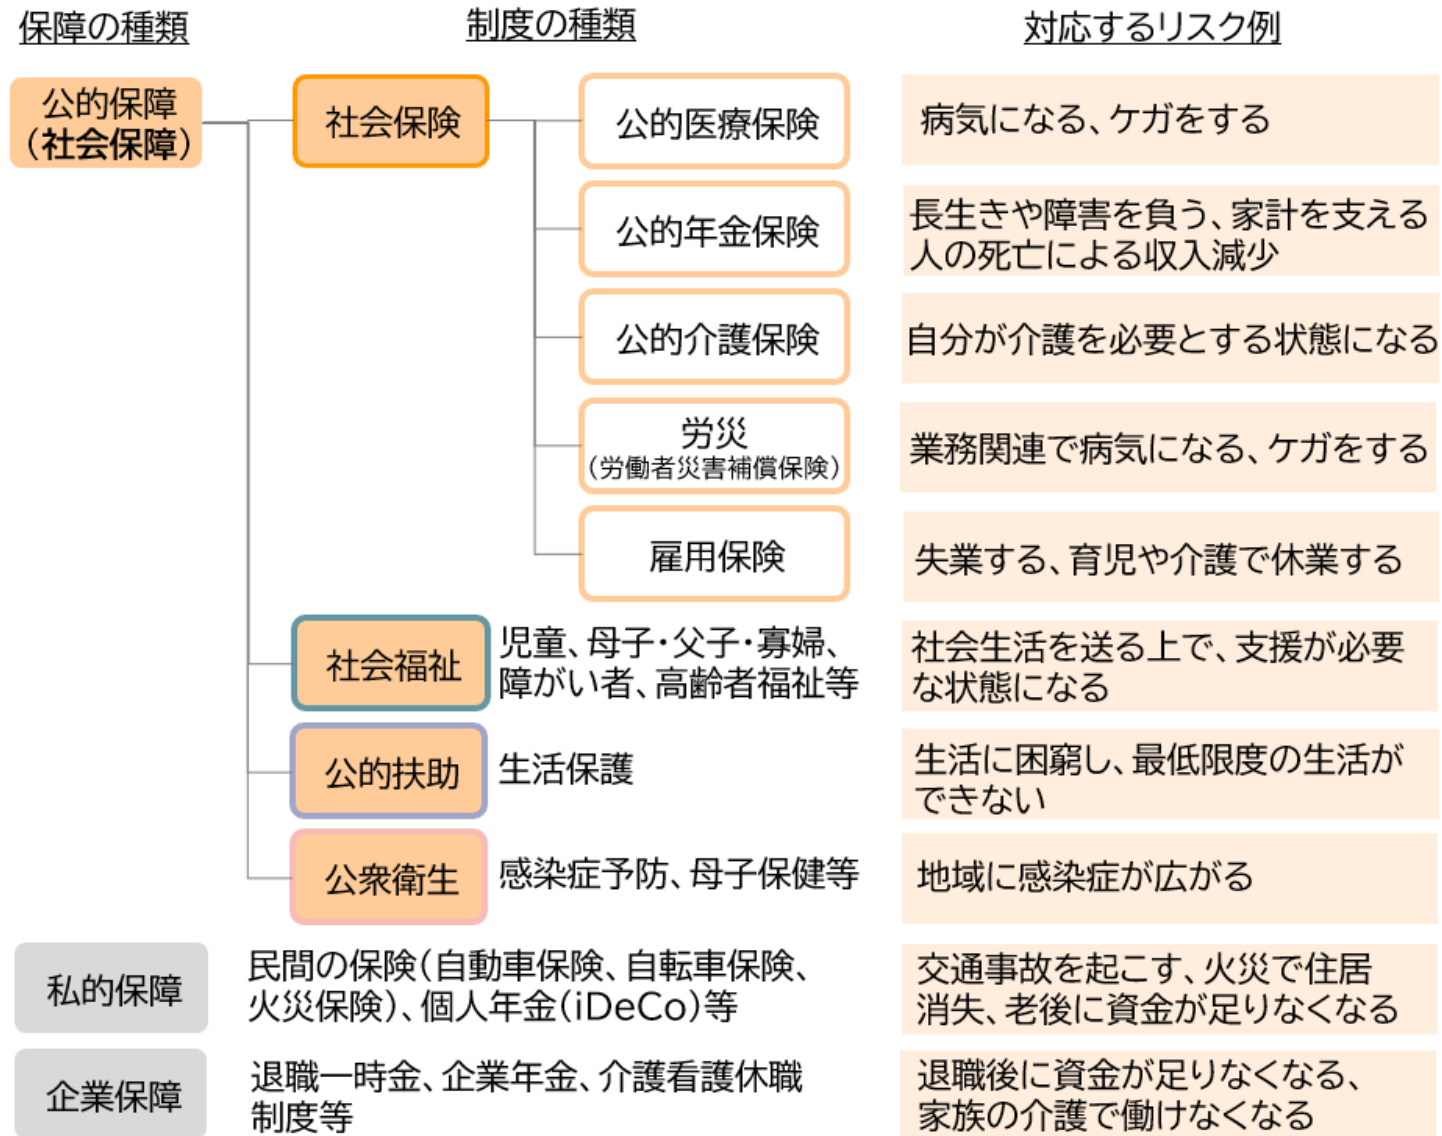 保障の種類
制度の種類
対応するリスク例
公的保障
（社会保障）
社会保険
公的医療保険
病気になる、ケガをする
公的年金保険
長生きや障害を負う、家計を支える
人の死亡による収入減少
公的介護保険
自分が介護を必要とする状態になる
労災
（労働者災害補償保険）
業務関連で病気になる、ケガをする
雇用保険
失業する、育児や介護で休業する
社会福祉
児童、母子・父子・寡婦、
障がい者、高齢者福祉等
社会生活を送る上で、支援が必要
な状態になる
公的扶助
生活保護
生活に困窮し、最低限度の生活が
できない
公衆衛生
感染症予防、母子保健等
地域に感染症が広がる
私的保障
民間の保険（自動車保険、自転車保険、
火災保険）、個人年金（iDeCo）等
交通事故を起こす、火災で住居
消失、老後に資金が足りなくなる
企業保障
退職一時金、企業年金、介護看護休職
制度等
退職後に資金が足りなくなる、
家族の介護で働けなくなる